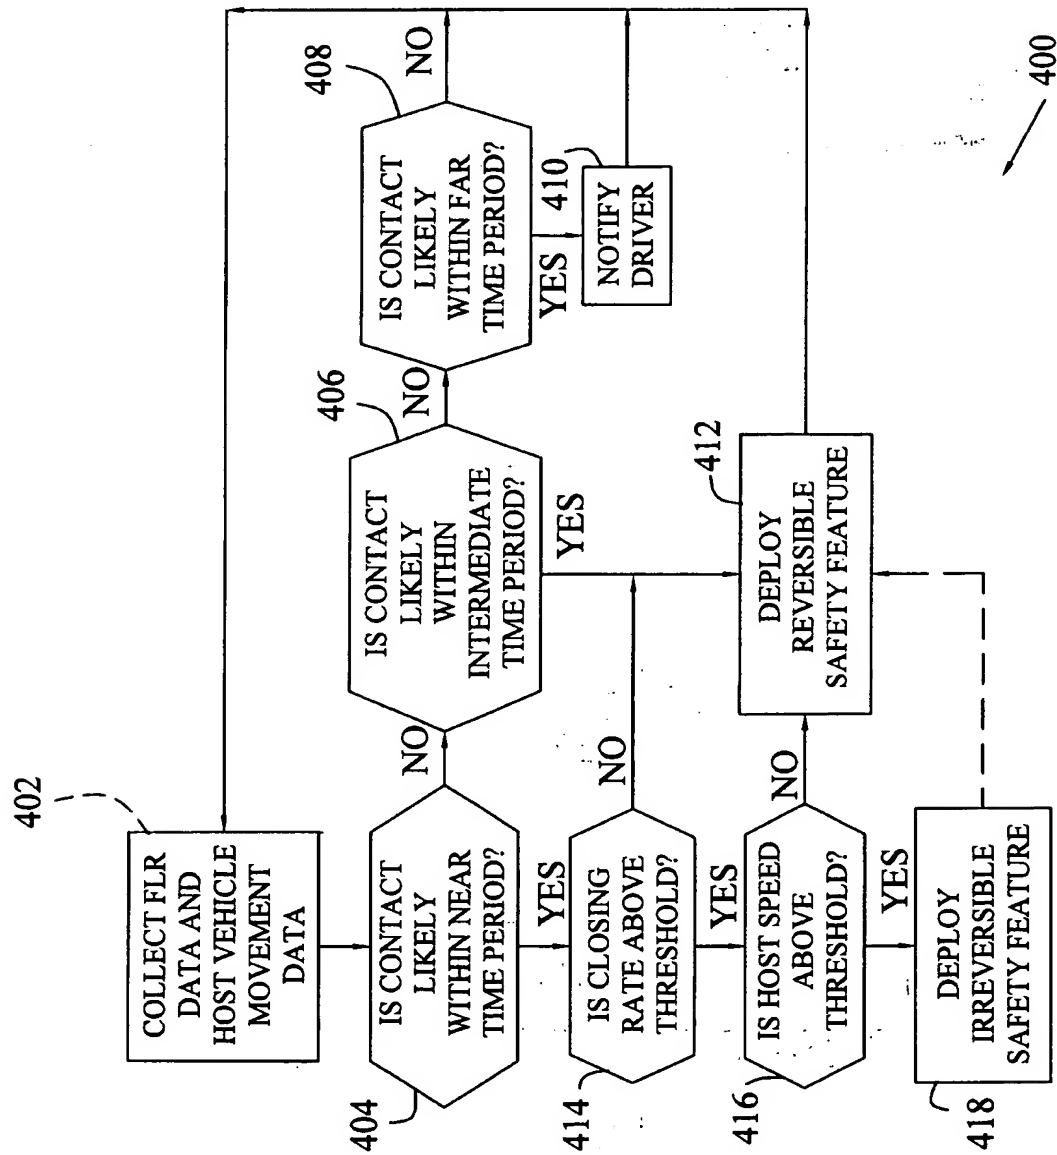 402
COLLECT FLR
DATA AND
HOST VEHICLE
MOVEMENT
DATA
404
IS CONTACT
LIKELY
WITHIN NEAR
TIME PERIOD?
NO
YES
406
IS CONTACT
LIKELY
WITHIN
INTERMEDIATE
TIME PERIOD?
NO
YES
408
IS CONTACT
LIKELY
WITHIN FAR
TIME PERIOD?
NO
YES
410
NOTIFY
DRIVER
414
IS CLOSING
RATE ABOVE
THRESHOLD?
NO
YES
412
DEPLOY
REVERSIBLE
SAFETY FEATURE
416
IS HOST SPEED
ABOVE
THRESHOLD?
NO
YES
418
DEPLOY
IRREVERSIBLE
SAFETY FEATURE
400